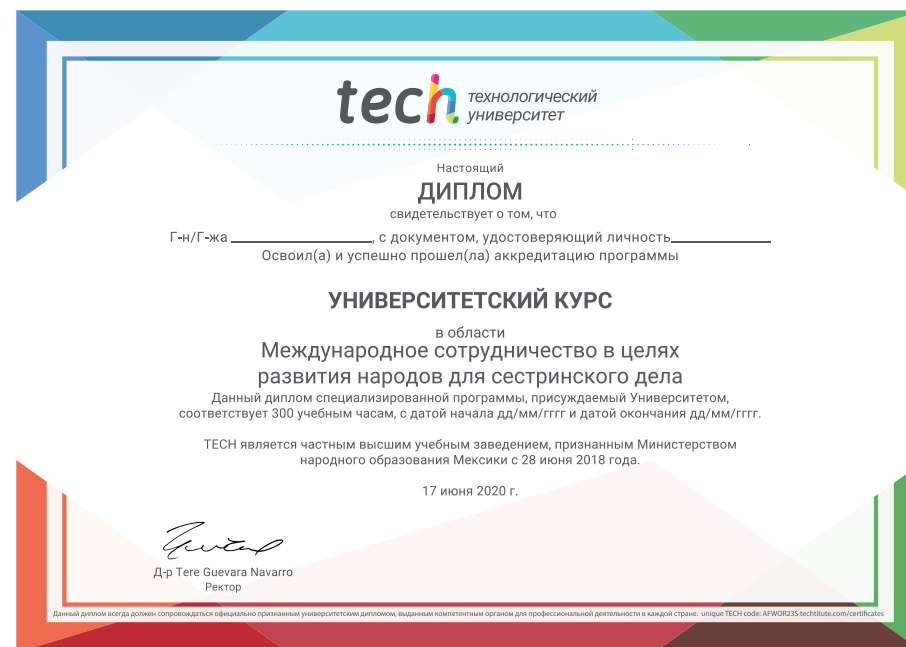 tech технологический
университет
Настоящий
ДИПЛОМ
свидетельствует о том, что
Г-н/Г-жа ____________________, с документом, удостоверяющий личность______________
Освоил(а) и успешно прошел(ла) аккредитацию программы
УНИВЕРСИТЕТСКИЙ КУРС
в области
Международное сотрудничество в целях
развития народов для сестринского дела
Данный диплом специализированной программы, присуждаемый Университетом,
соответствует 300 учебным часам, с датой начала дд/мм/гггг и датой окончания дд/мм/гггг.
TECH является частным высшим учебным заведением, признанным Министерством
народного образования Мексики с 28 июня 2018 года.
17 июня 2020 г.
Д-р Tere Guevara Navarro
Ректор
Данный диплом всегда должен сопровождаться официально признанным университетским дипломом, выданным компетентным органом для профессиональной деятельности в каждой стране. unique TECH code: AFWOR23S techtitute.com/certificates